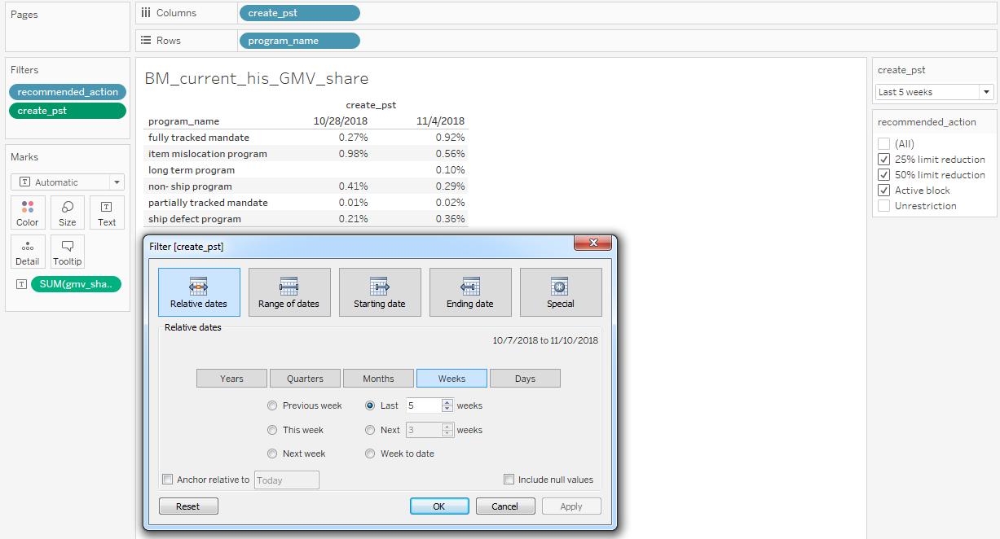 Pages
Columns
create_pst
Rows
program_name
Filters
recommended_action
create_pst
Marks
Automatic
Color
Size
Text
Detail
Tooltip
SUM(gmv_sha..
BM_current_his_GMV_share
create_pst
program_name 10/28/2018 11/4/2018
fully tracked mandate 0.27% 0.92%
item mislocation program 0.98% 0.56%
long term program 0.10%
non- ship program 0.41% 0.29%
partially tracked mandate 0.01% 0.02%
ship defect program 0.21% 0.36%
create_pst
Last 5 weeks
recommended_action
(All)
25% limit reduction
50% limit reduction
Active block
Unrestriction
Filter [create_pst]
Relative dates
Range of dates
Starting date
Ending date
Special
Relative dates
10/7/2018 to 11/10/2018
Years Quarters Months Weeks Days
Previous week Last 5 weeks
This week Next 3 weeks
Next week Week to date
Anchor relative to Today Include null values
Reset OK Cancel Apply